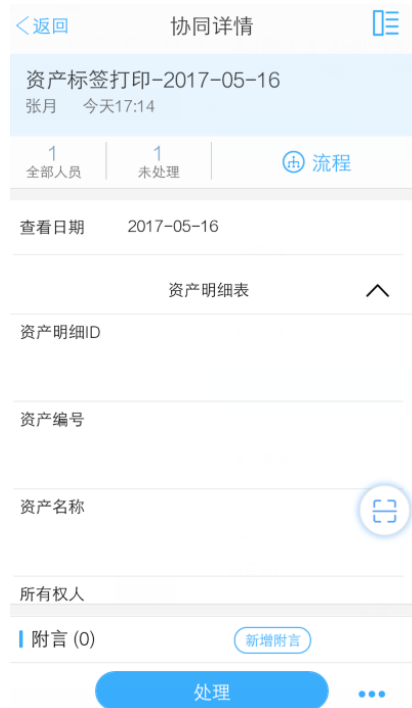 返回 协同详情
资产标签打印-2017-05-16
张月 今天17:14
1 1
全部人员 未处理 流程
查看日期 2017-05-16
资产明细表
资产明细ID
资产编号
资产名称
所有权人
附言 (0) 新增附言
处理